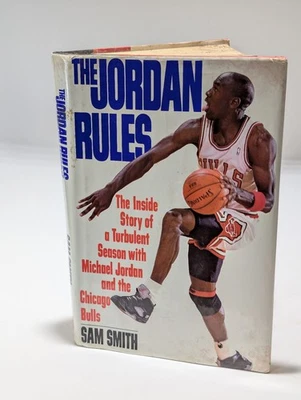 THE JORDAN
RULES
The Inside
Story of
a Turbulent
Season with
Michael Jordan
and the
Chicago
Bulls
SAM SMITH
THE JORDAN RULES
BULLS
SPALDING